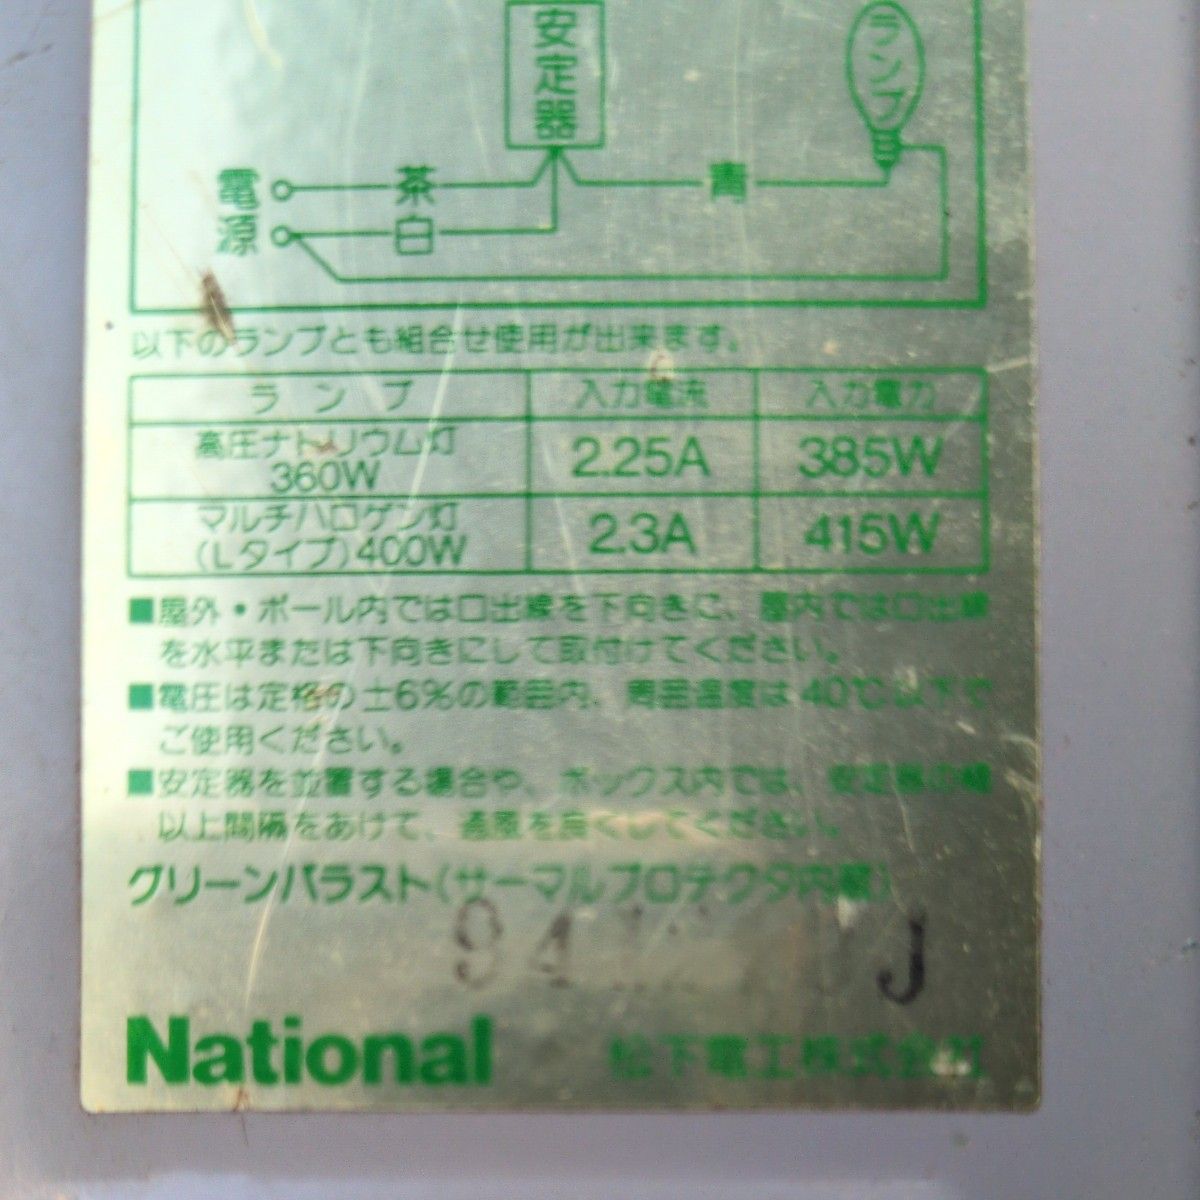 安定器
ランプ
電源
茶
青
白
以下のランプとも組合せ使用が出来ます。
ランプ 入力電流 入力電力
高圧ナトリウム灯 360W 2.25A 385W
マルチハロゲン灯 (Lタイプ)400W 2.3A 415W
■屋外・ポール内では口出線を下向きに、屋内では口出線
を水平または下向きにして取付けてください。
■電圧は定格の±6%の範囲内、周囲温度は40℃以下で
ご使用ください。
■安定器を並置する場合や、ボックス内では、安定器の幅
以上間隔をあけて、通風を良くしてください。
グリーンバラスト(サーマルプロテクタ内蔵)
94 J
National 松下電工株式会社